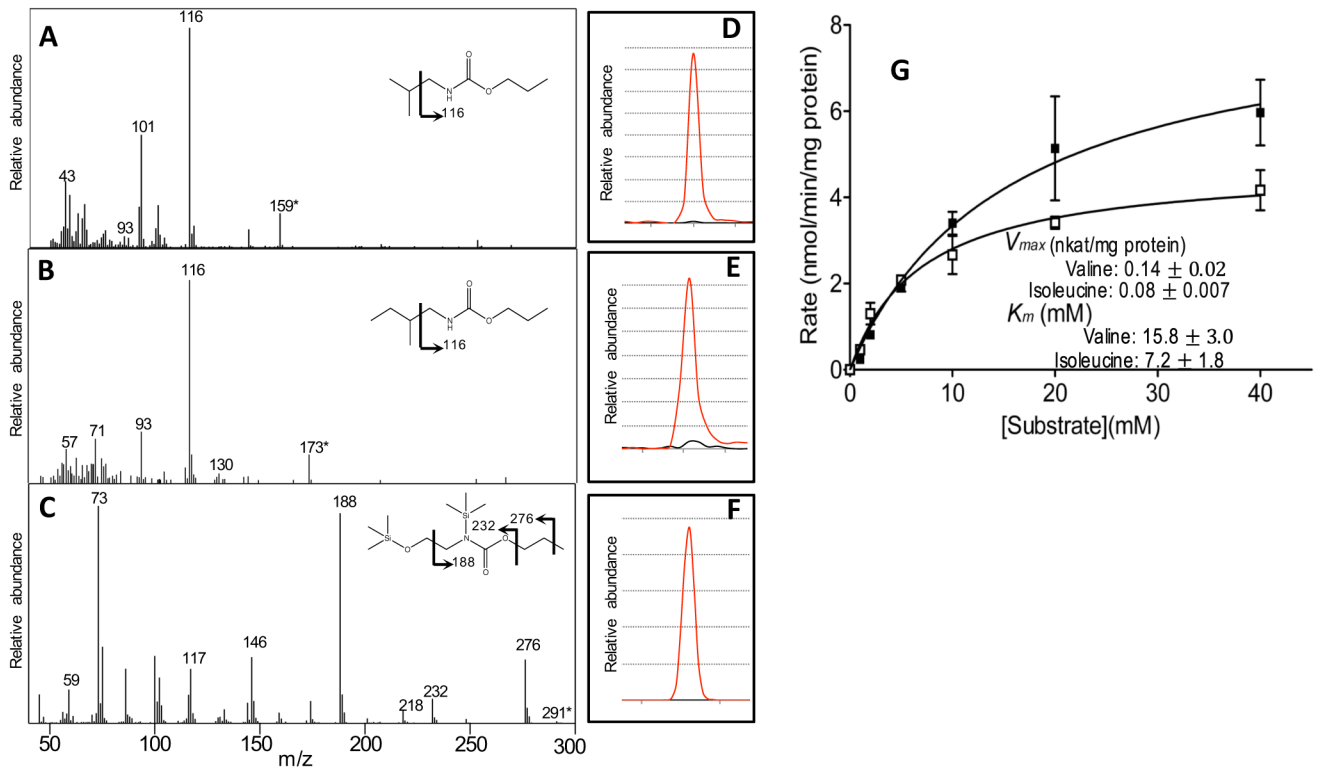 A
Relative abundance
116
101
43
93
159*
O
N
H
O
116
B
Relative abundance
116
57
71
93
130
173*
O
N
H
O
116
C
Relative abundance
73
188
59
117
146
218
232
276
291*
Si
Si
O
N
O
O
232
276
188
50
100
150
200
250
300
m/z
D
Relative abundance
E
Relative abundance
F
Relative abundance
G
Rate (nmol/min/mg protein)
8
6
4
2
0
Vmax (nkat/mg protein)
Valine: 0.14 ± 0.02
Isoleucine: 0.08 ± 0.007
Km (mM)
Valine: 15.8 ± 3.0
Isoleucine: 7.2 ± 1.8
0
10
20
30
40
[Substrate](mM)